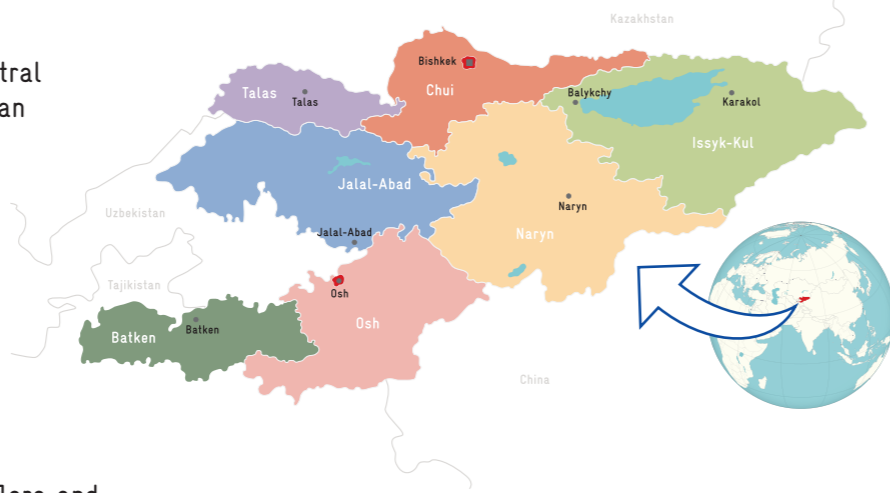 Kazakhstan
tral
an
Bishkek
Talas
Talas
Chui
Balykchy
Karakol
Issyk-Kul
Jalal-Abad
Uzbekistan
Naryn
Jalal-Abad
Naryn
Tajikistan
Osh
Batken
Batken
Osh
China